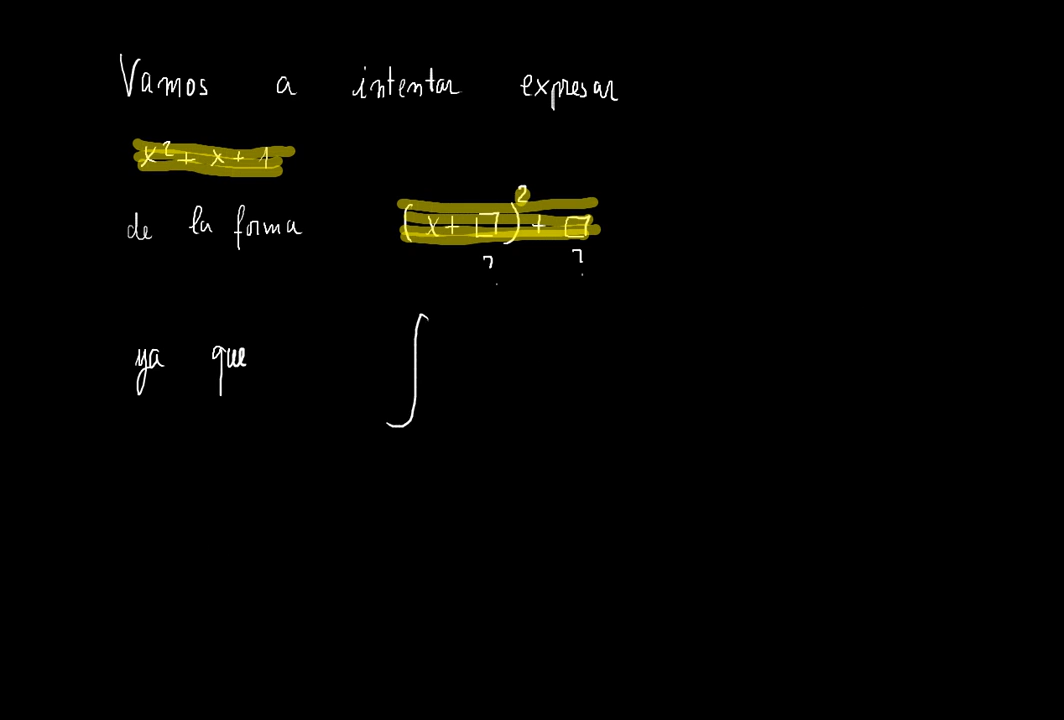 Vamos a intentar expresar
x² + x + 1
de la forma (x + □)² + □
? ?
ya que ∫